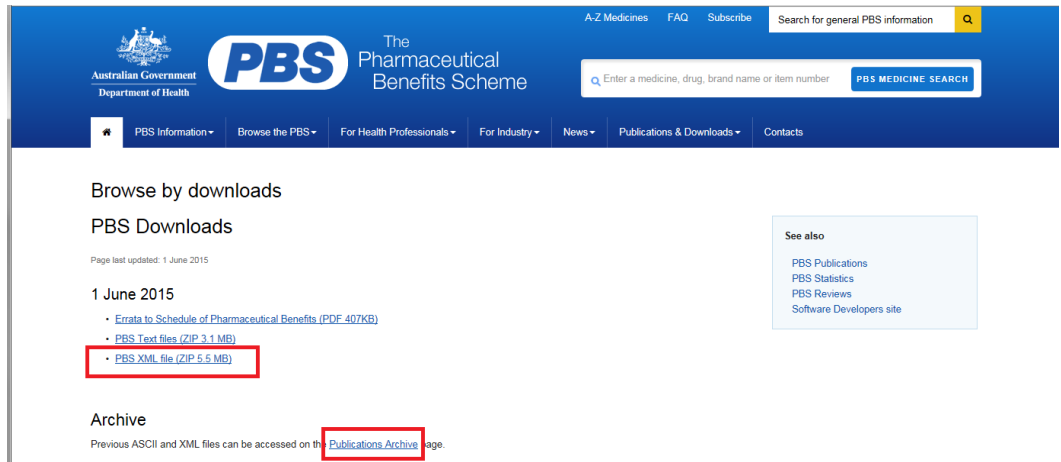 A-Z Medicines FAQ Subscribe Search for general PBS information
Australian Government
Department of Health
PBS
The
Pharmaceutical
Benefits Scheme
Enter a medicine, drug, brand name or item number PBS MEDICINE SEARCH
PBS Information Browse the PBS For Health Professionals For Industry News Publications & Downloads Contacts
Browse by downloads
PBS Downloads
Page last updated: 1 June 2015
1 June 2015
• Errata to Schedule of Pharmaceutical Benefits (PDF 407KB)
• PBS Text files (ZIP 3.1 MB)
• PBS XML file (ZIP 5.5 MB)
See also
PBS Publications
PBS Statistics
PBS Reviews
Software Developers site
Archive
Previous ASCII and XML files can be accessed on the Publications Archive page.